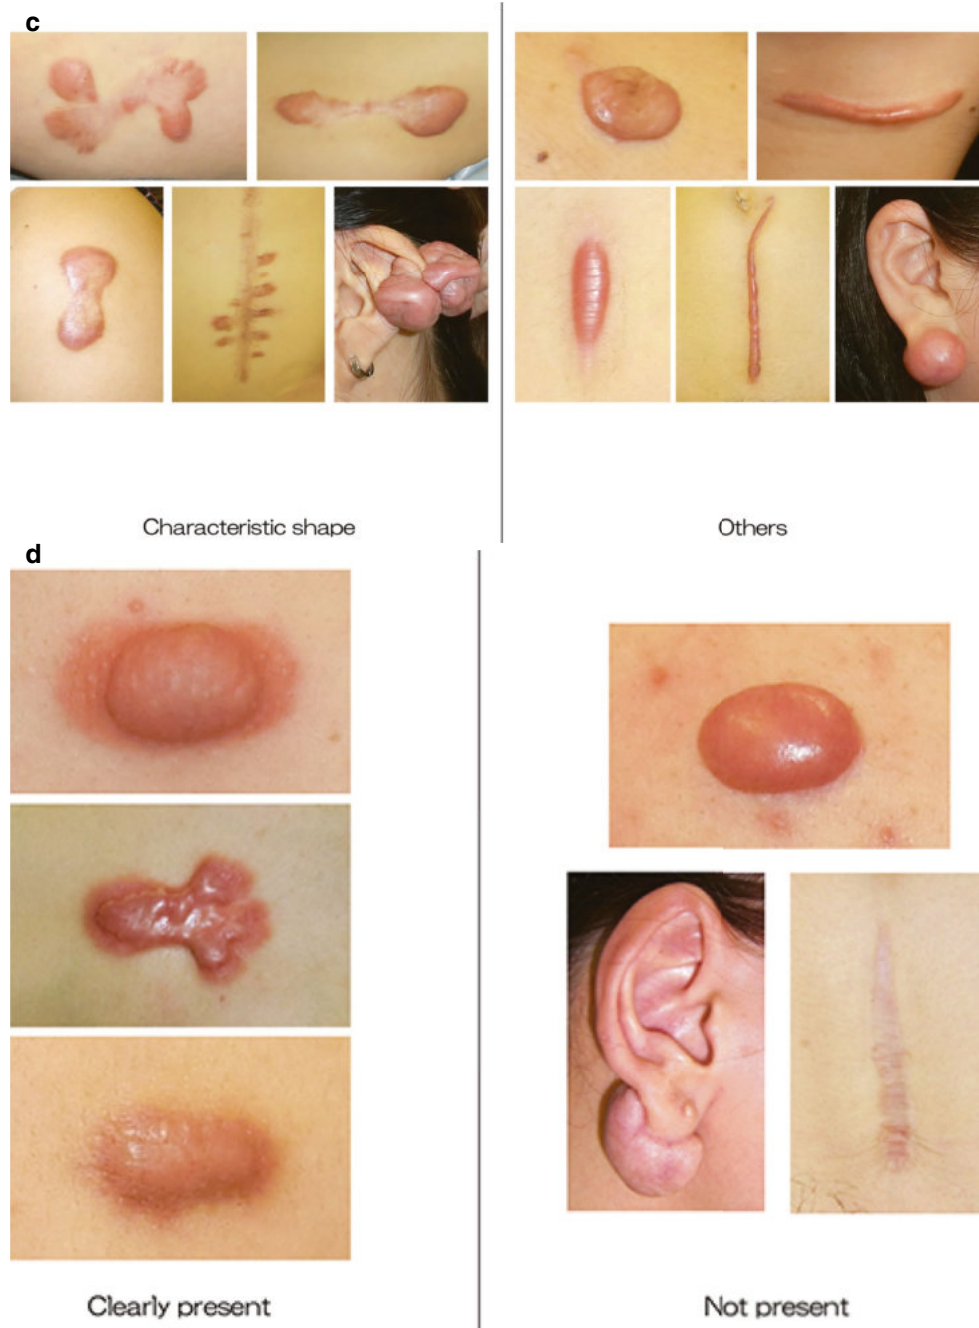 c
Characteristic shape
Others
d
Clearly present
Not present